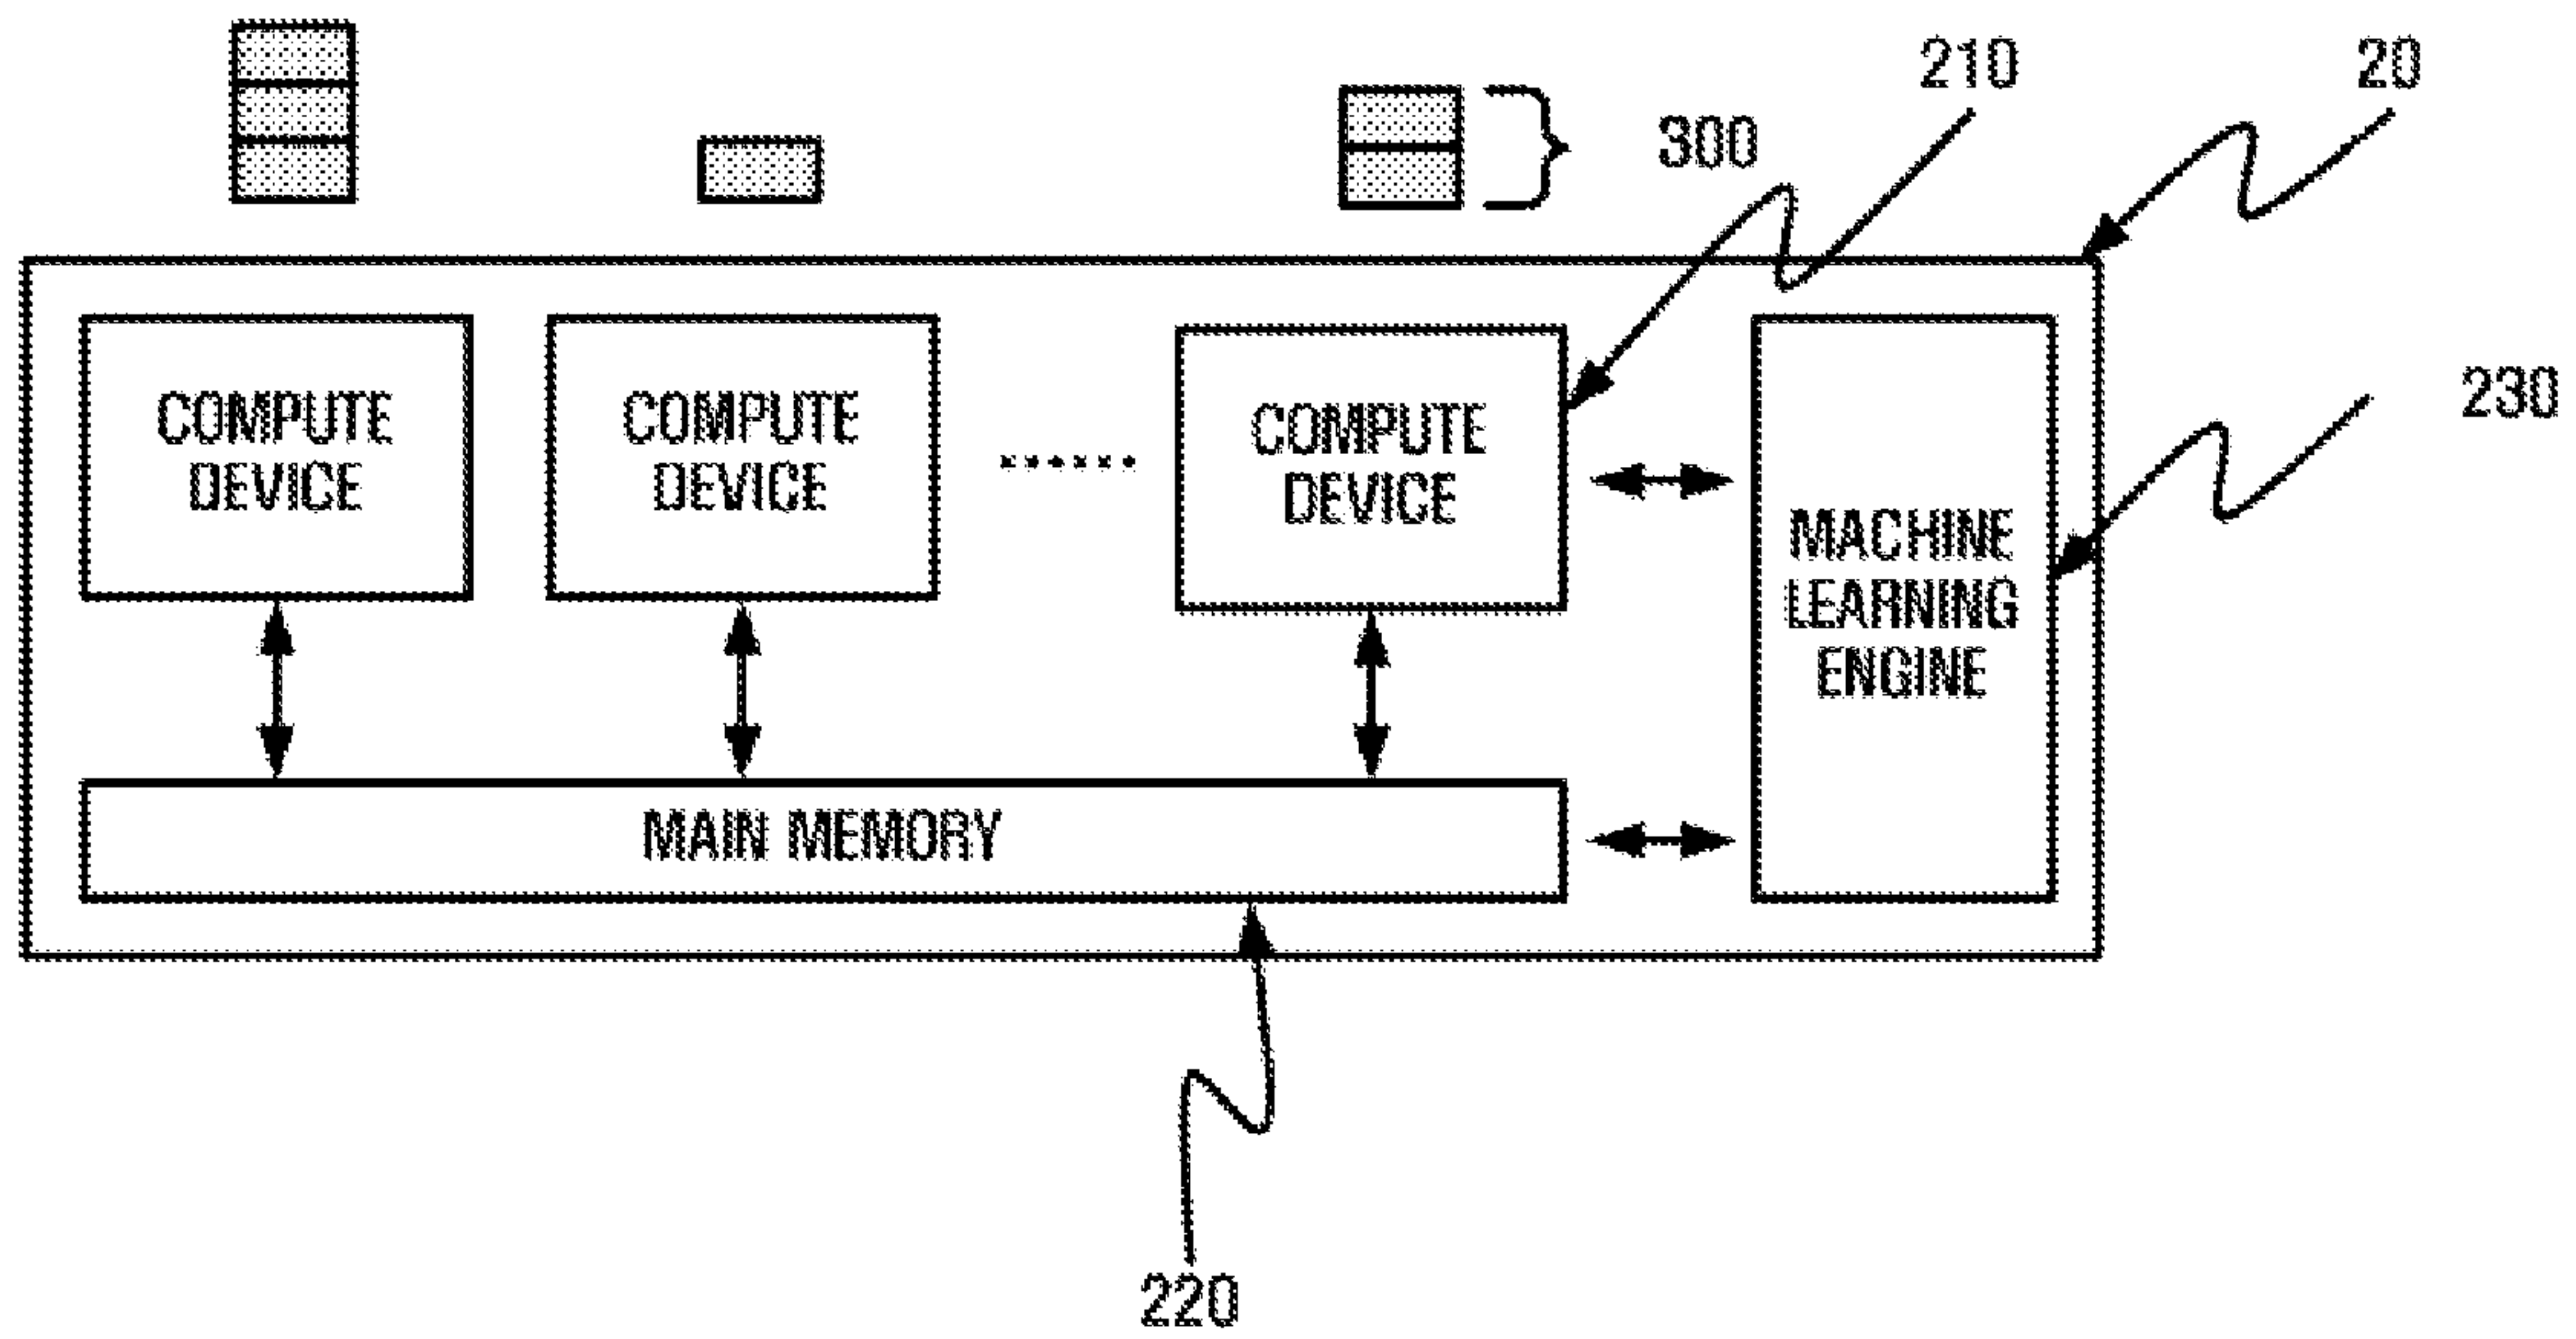 210
20
300
230
COMPUTE
DEVICE
COMPUTE
DEVICE
......
COMPUTE
DEVICE
MACHINE
LEARNING
ENGINE
MAIN MEMORY
220